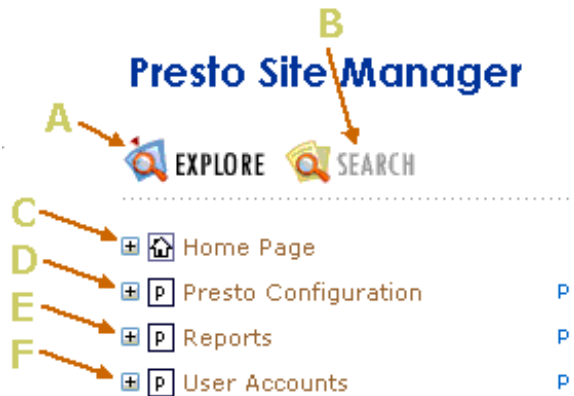 B
Presto Site Manager
A
EXPLORE SEARCH
C
Home Page
D
P Presto Configuration P
E
P Reports P
F
P User Accounts P